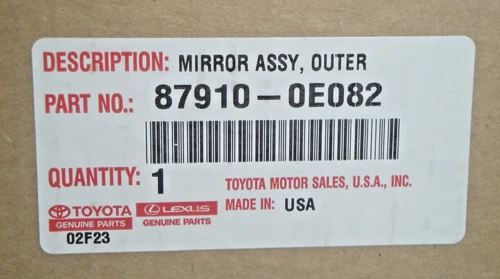 DESCRIPTION: MIRROR ASSY, OUTER
PART NO.: 87910-0E082
QUANTITY: 1 TOYOTA MOTOR SALES, U.S.A., INC.
MADE IN: USA
TOYOTA LEXUS
GENUINE PARTS GENUINE PARTS
02F23